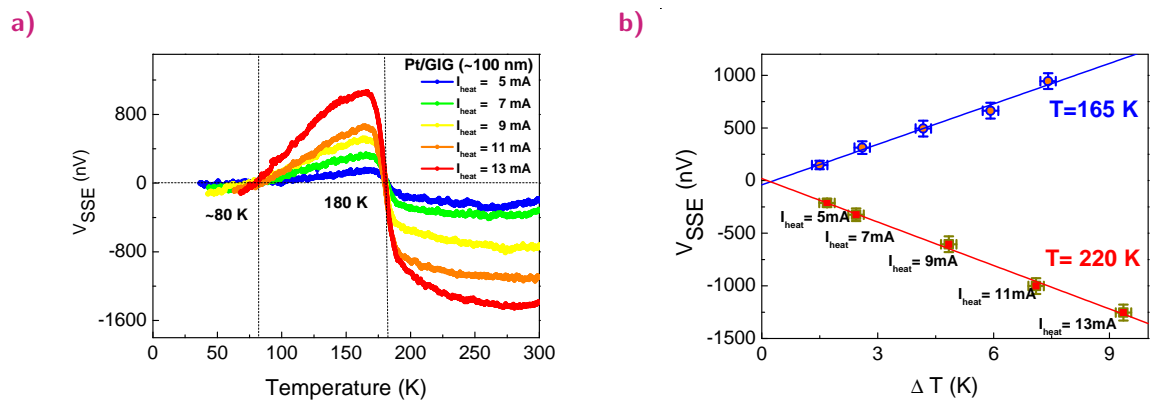 a)
Pt/GIG (~100 nm)
I_heat = 5 mA
I_heat = 7 mA
I_heat = 9 mA
I_heat = 11 mA
I_heat = 13 mA
800
0
-800
-1600
V_SSE (nV)
~80 K
180 K
0 50 100 150 200 250 300
Temperature (K)
b)
1000
500
0
-500
-1000
-1500
V_SSE (nV)
T=165 K
T= 220 K
I_heat = 5mA
I_heat = 7mA
I_heat = 9mA
I_heat = 11mA
I_heat = 13mA
0 3 6 9
Δ T (K)